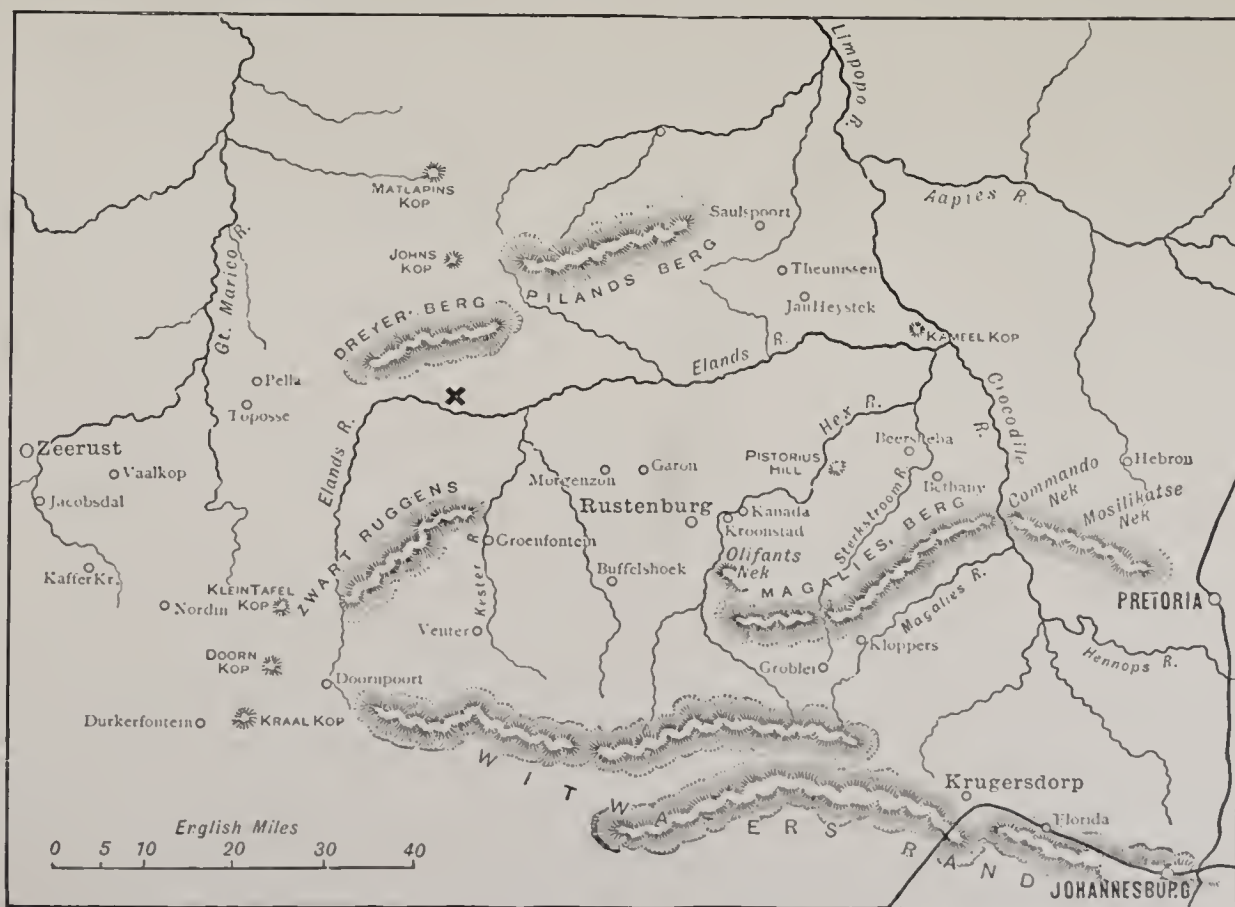 Limpopo R.
MATLAPINS
KOP
Aapies R.
Saulspoort
Gt. Marico R.
JOHNS
KOP
PILANDS BERG
Theunissen
Jan Heystek
DREYER BERG
KAMEEL KOP
Elands R.
Pella
Toposse
Crocodile R.
Hex R.
Zeerust
Vaalkop
Elands R.
Beersheba
PISTORIUS
HILL
Morgenzon
Garon
Hebron
Bethany
Commando
Nek
Mosilikatse
Nek
Jacobsdal
ZWART RUGGENS
Rustenburg
Kanada
Kroonstad
Sterkstroom R.
Groenfontein
Olifants
Nek
Kaffer Kr.
KLEIN TAFEL
KOP
Nordin
Kester R.
Buffelshoek
MAGALIES, BERG
Magalies R.
PRETORIA
Venter
Kloppers
DOORN
KOP
Doornpoort
Grobler
Hennops R.
Durkerfontein
KRAAL KOP
WITWATERSRAND
Krugersdorp
Florida
English Miles
0 5 10 20 30 40
JOHANNESBURG